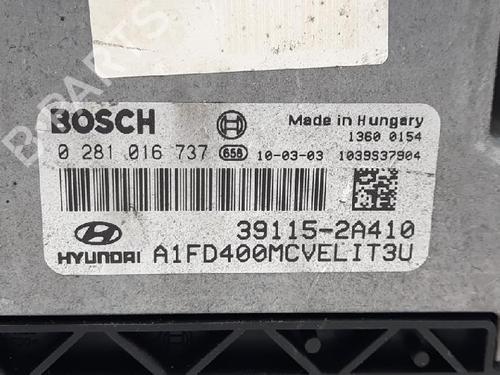 BOSCH
Made in Hungary
1360 0154
0 281 016 737 658 10-03-03 1039S37904
39115-2A410
HYUNDAI A1FD400MCVELIT3U
B-PARTS